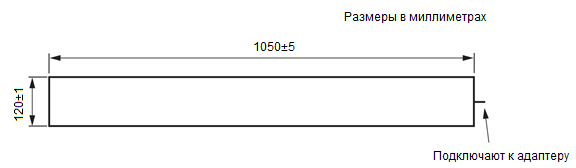 Размеры в миллиметрах
1050±5
120±1
Подключают к адаптеру